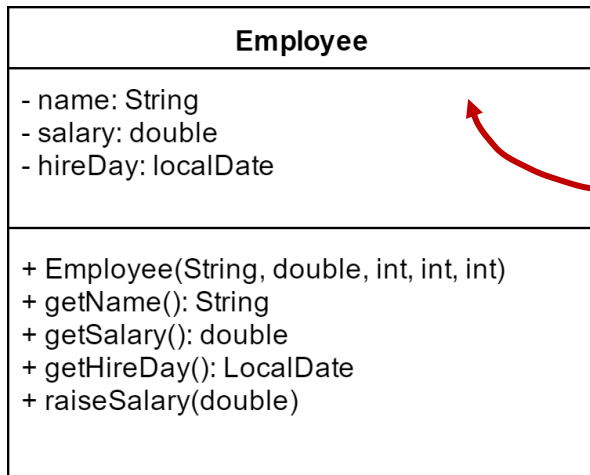 Employee
- name: String
- salary: double
- hireDay: localDate
+ Employee(String, double, int, int, int)
+ getName(): String
+ getSalary(): double
+ getHireDay(): LocalDate
+ raiseSalary(double)